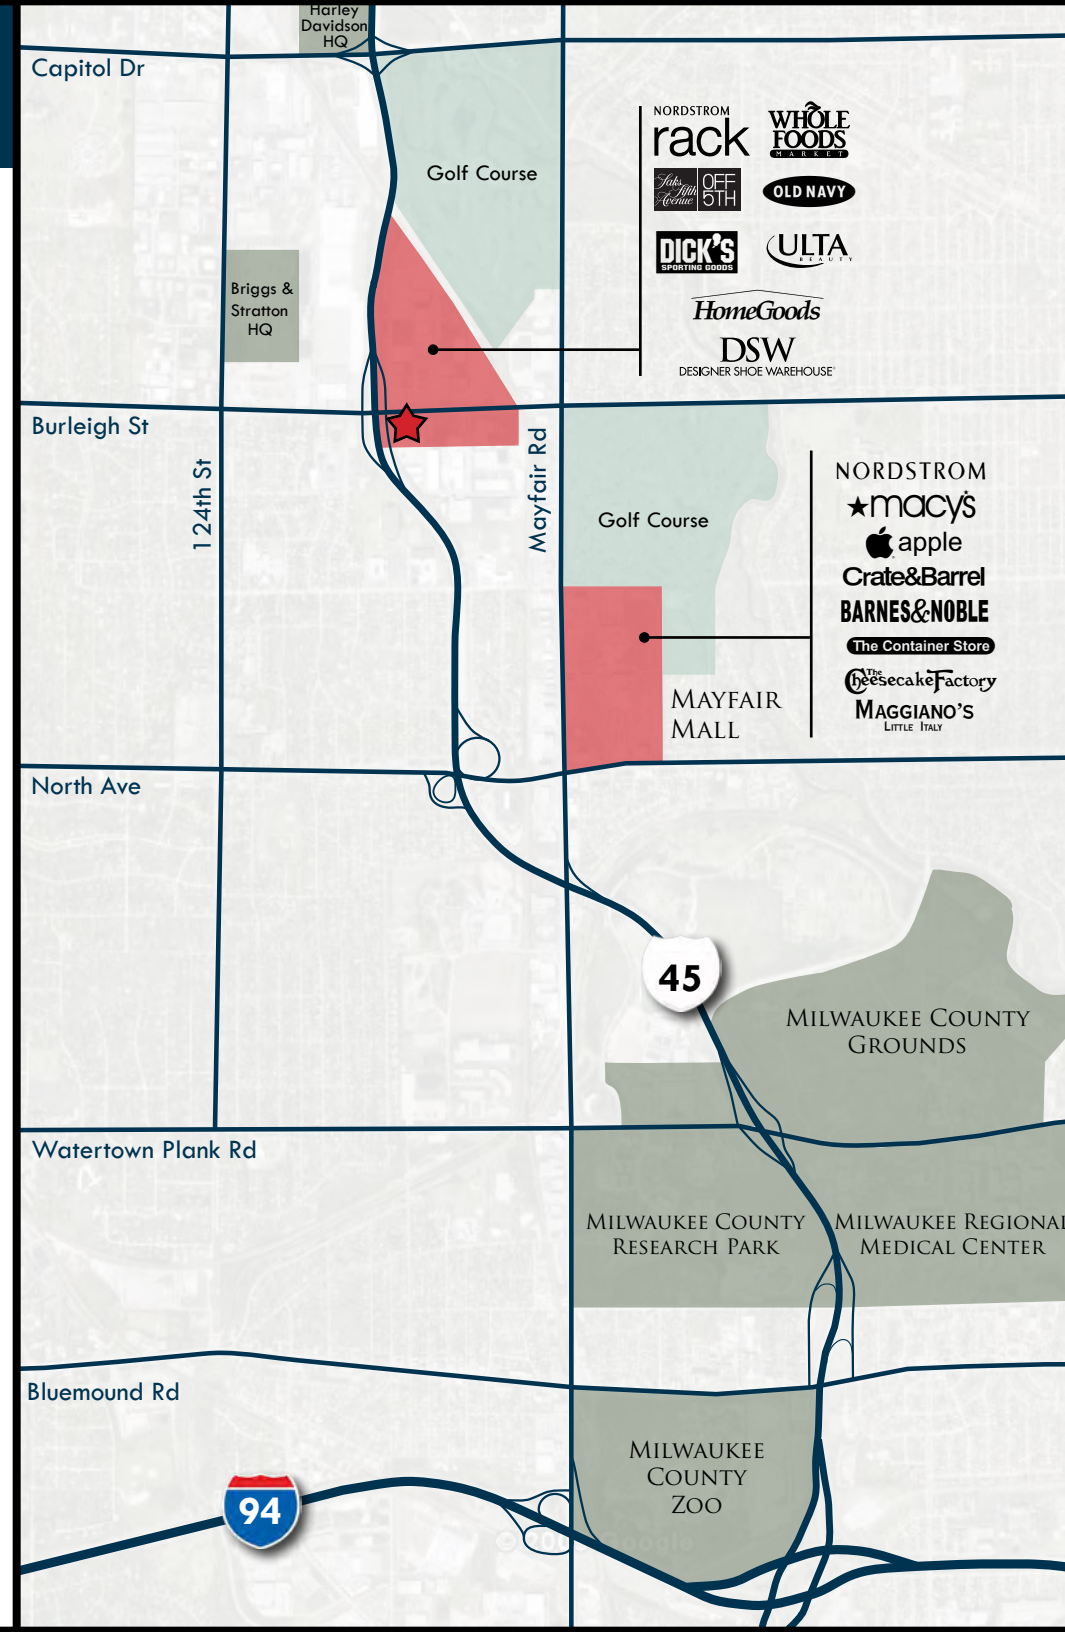 Harley
Davidson
HQ
Capitol Dr
Golf Course
NORDSTROM
rack
WHOLE
FOODS
MARKET
Saks
fifth
Avenue
OFF
5TH
OLD NAVY
DICK'S
SPORTING GOODS
ULTA
BEAUTY
HomeGoods
DSW
DESIGNER SHOE WAREHOUSE
Briggs &
Stratton
HQ
Burleigh St
124th St
Mayfair Rd
Golf Course
NORDSTROM
macy's
apple
Crate&Barrel
BARNES&NOBLE
The Container Store
The
Cheesecake Factory
MAGGIANO'S
LITTLE ITALY
MAYFAIR
MALL
North Ave
45
MILWAUKEE COUNTY
GROUNDS
Watertown Plank Rd
MILWAUKEE COUNTY
RESEARCH PARK
MILWAUKEE REGIONAL
MEDICAL CENTER
Bluemound Rd
MILWAUKEE
COUNTY
ZOO
94
Google